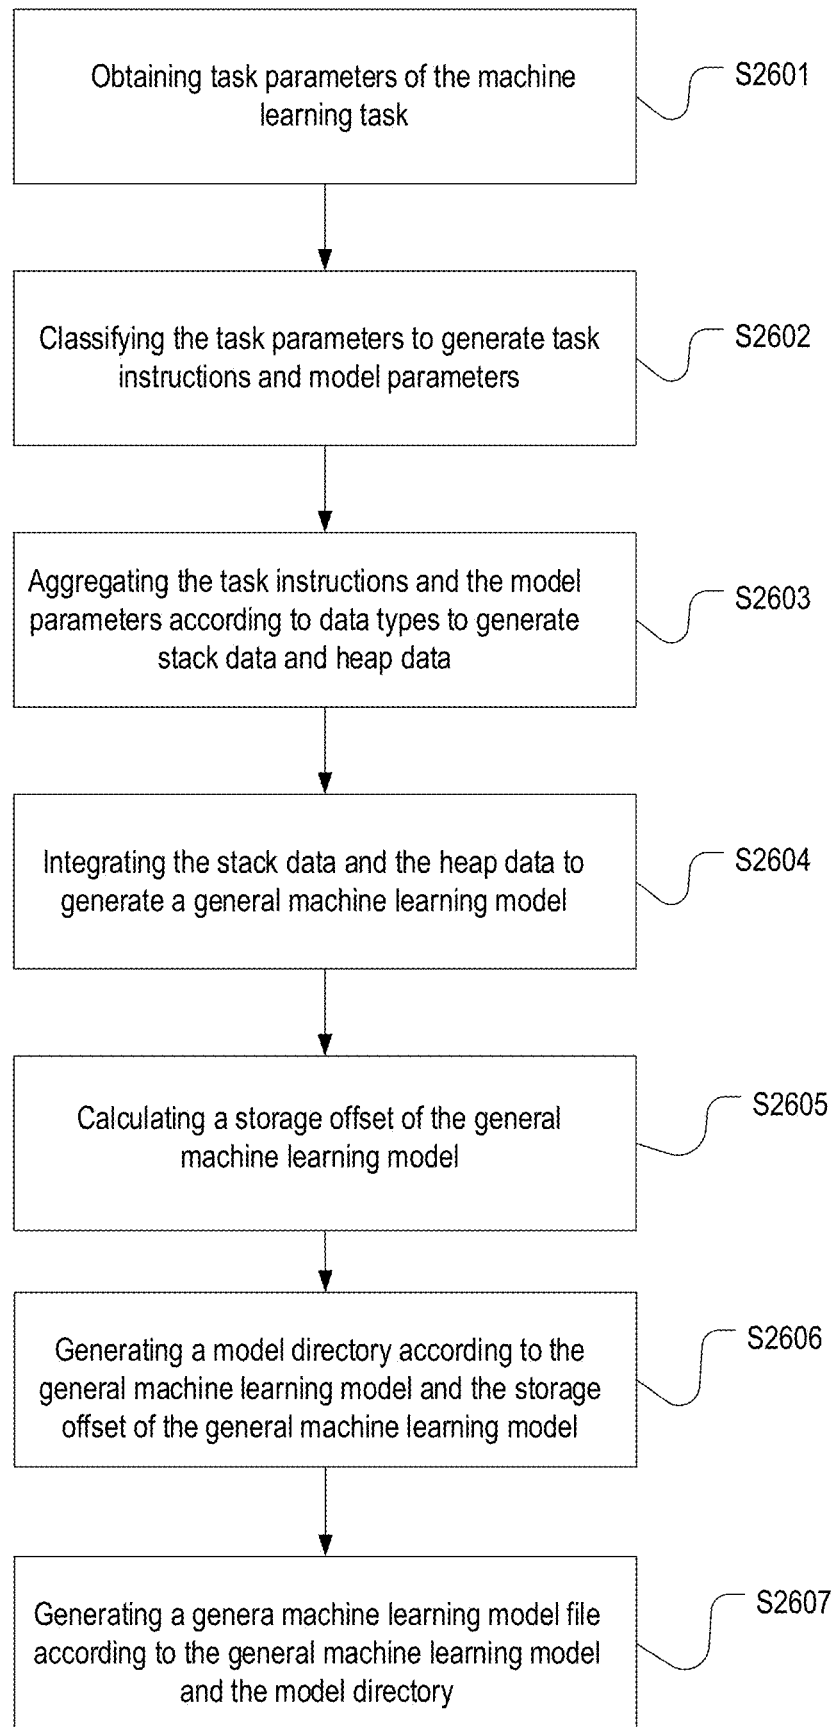 Obtaining task parameters of the machine
learning task
S2601
Classifying the task parameters to generate task
instructions and model parameters
S2602
Aggregating the task instructions and the model
parameters according to data types to generate
stack data and heap data
S2603
Integrating the stack data and the heap data to
generate a general machine learning model
S2604
Calculating a storage offset of the general
machine learning model
S2605
Generating a model directory according to the
general machine learning model and the storage
offset of the general machine learning model
S2606
Generating a genera machine learning model file
according to the general machine learning model
and the model directory
S2607